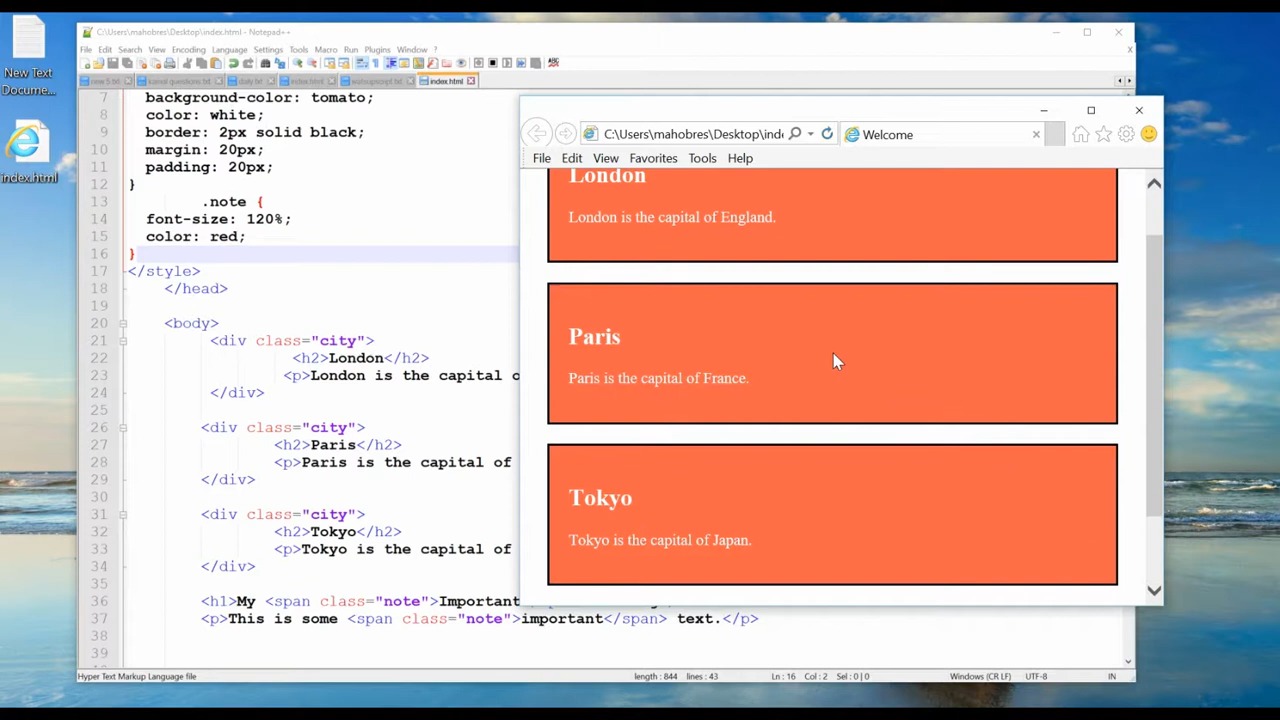 New Text
Docume...
index.html
C:\Users\mahobres\Desktop\index.html - Notepad++
File Edit Search View Encoding Language Settings Tools Macro Run Plugins Window ?
X
new 5.txt
daily.txt
index.html
index.html
7 background-color: tomato;
8 color: white;
9 border: 2px solid black;
10 margin: 20px;
11 padding: 20px;
12 }
13 .note {
14 font-size: 120%;
15 color: red;
16 }
17 </style>
18 </head>
19
20 <body>
21 <div class="city">
22 <h2>London</h2>
23 <p>London is the capital o
24 </div>
25
26 <div class="city">
27 <h2>Paris</h2>
28 <p>Paris is the capital of
29 </div>
30
31 <div class="city">
32 <h2>Tokyo</h2>
33 <p>Tokyo is the capital of
34 </div>
35
36 <h1>My <span class="note">Important
37 <p>This is some <span class="note">important</span> text.</p>
38
39
Hyper Text Markup Language file
length : 844 lines : 43
Ln : 16 Col : 2 Sel : 0 | 0
Windows (CR LF)
UTF-8
IN
C:\Users\mahobres\Desktop\inde
Welcome
File Edit View Favorites Tools Help
London
London is the capital of England.
Paris
Paris is the capital of France.
Tokyo
Tokyo is the capital of Japan.